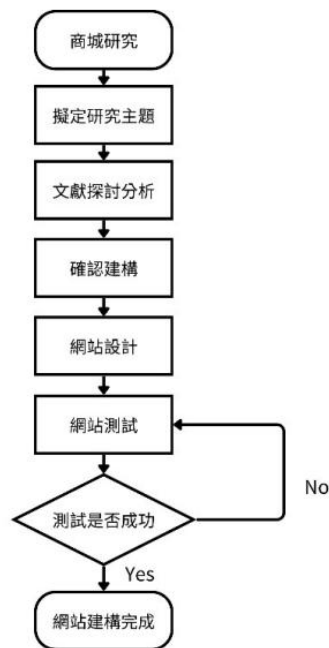 商城研究
擬定研究主題
文獻探討分析
確認建構
網站設計
網站測試
測試是否成功
No
Yes
網站建構完成